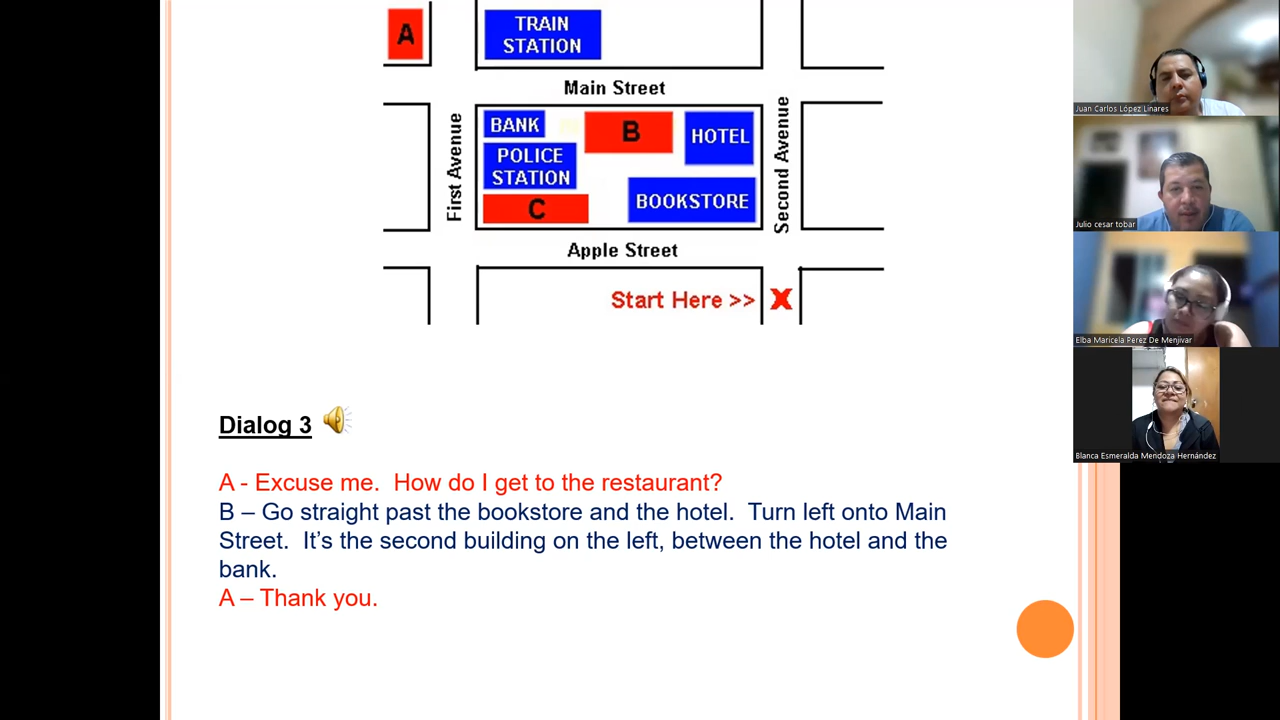 A
TRAIN
STATION
Main Street
First Avenue
BANK
B
HOTEL
POLICE
STATION
C
BOOKSTORE
Second Avenue
Apple Street
Start Here >> X
Dialog 3
A - Excuse me.  How do I get to the restaurant?
B – Go straight past the bookstore and the hotel.  Turn left onto Main
Street.  It’s the second building on the left, between the hotel and the
bank.
A – Thank you.
Juan Carlos López Linares
Julio cesar tobar
Elba Maricela Perez De Menjivar
Blanca Esmeralda Mendoza Hernández